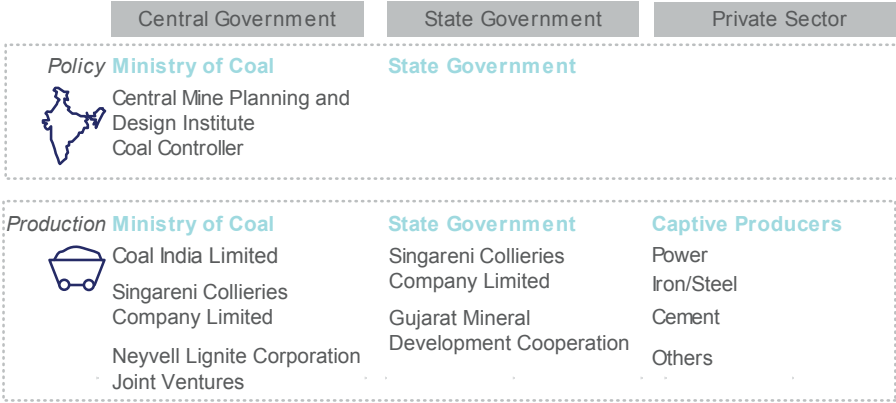 Central Government
State Government
Private Sector
Policy
Ministry of Coal
State Government
Central Mine Planning and
Design Institute
Coal Controller
Production
Ministry of Coal
State Government
Captive Producers
Coal India Limited
Singareni Collieries
Company Limited
Neyvell Lignite Corporation
Joint Ventures
Singareni Collieries
Company Limited
Gujarat Mineral
Development Cooperation
Power
Iron/Steel
Cement
Others